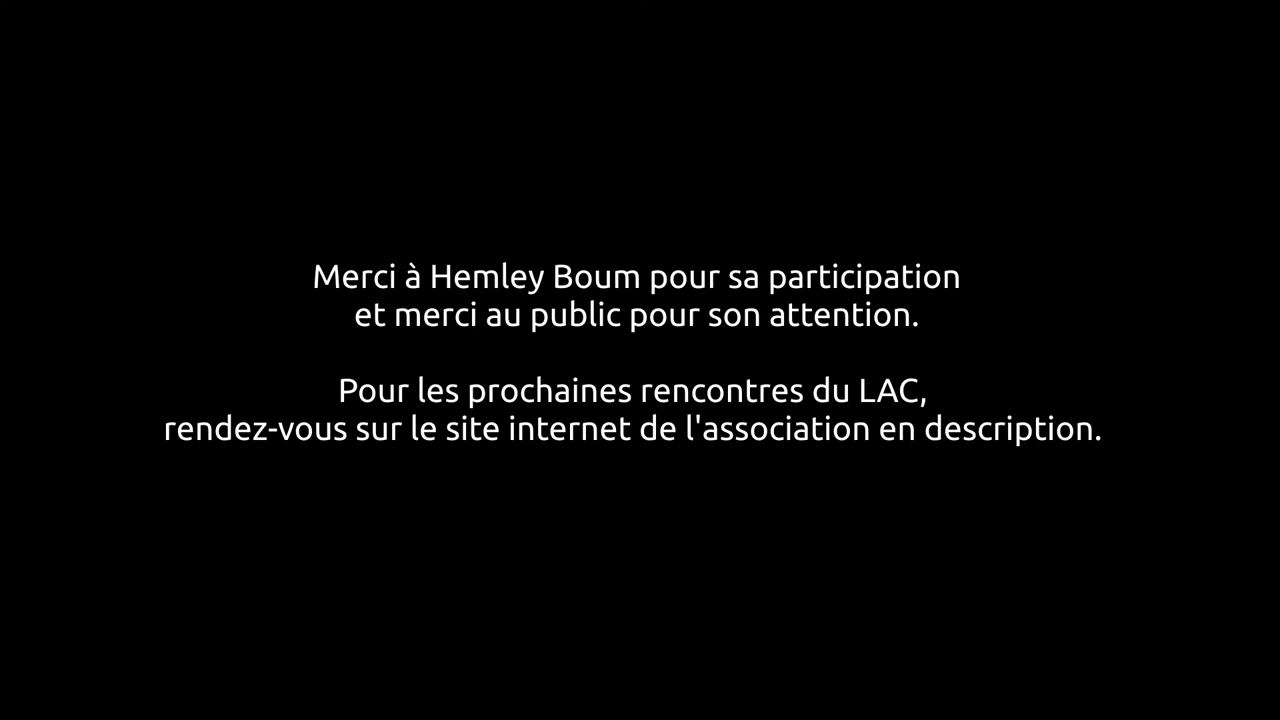 Merci à Hemley Boum pour sa participation
et merci au public pour son attention.
Pour les prochaines rencontres du LAC,
rendez-vous sur le site internet de l'association en description.